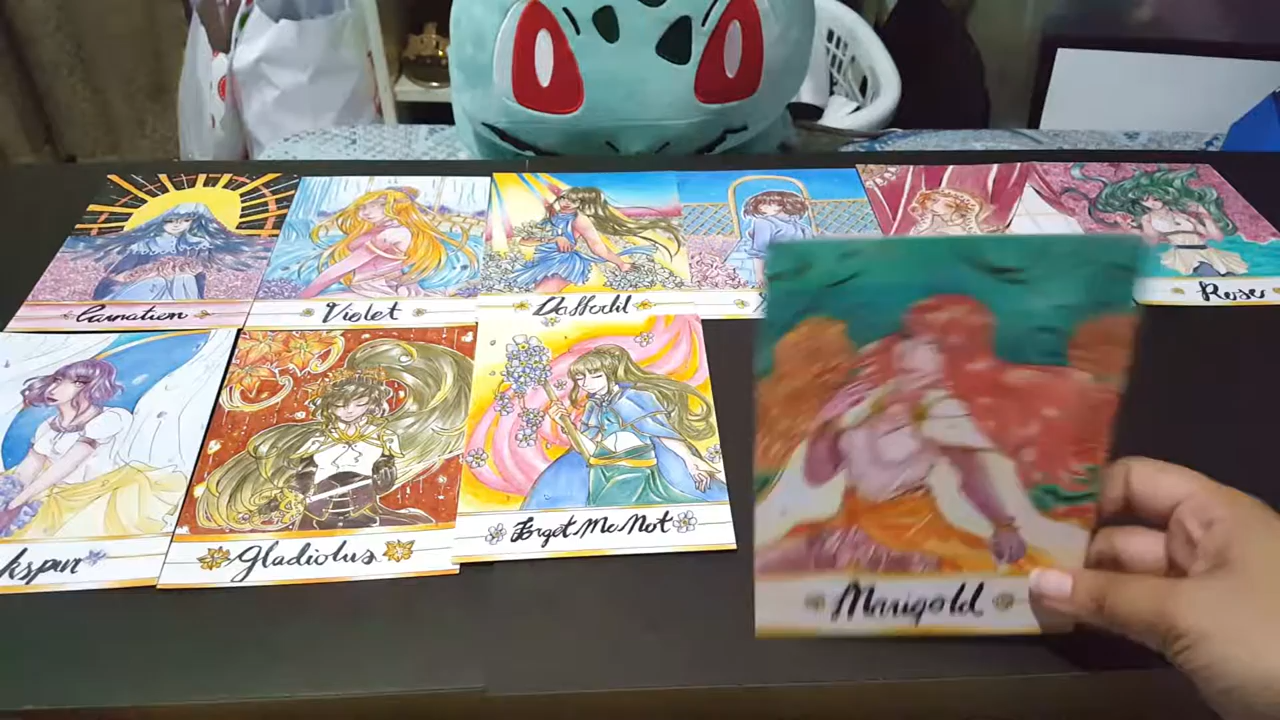 Carnation
Violet
Daffodil
Rose
kspur
Gladiolus
Forget Me Not
Marigold